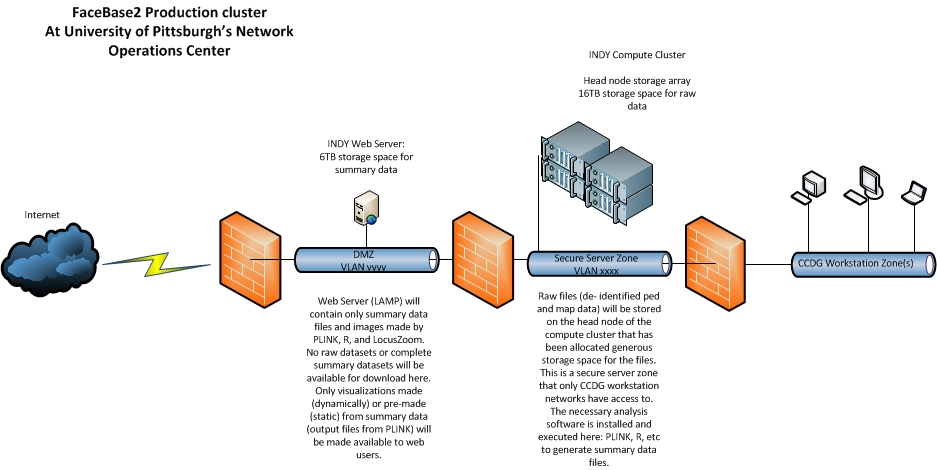 FaceBase2 Production cluster
At University of Pittsburgh's Network
Operations Center
INDY Compute Cluster
Head node storage array
16TB storage space for raw
data
INDY Web Server:
6TB storage space for
summary data
Internet
DMZ
VLAN yyyy
Secure Server Zone
VLAN xxxx
CCDG Workstation Zone(s)
Web Server (LAMP) will
contain only summary data
files and images made by
PLINK, R, and LocusZoom.
No raw datasets or complete
summary datasets will be
available for download here.
Only visualizations made
(dynamically) or pre-made
(static) from summary data
(output files from PLINK) will
be made available to web
users.
Raw files (de- identified ped
and map data) will be stored
on the head node of the
compute cluster that has
been allocated generous
storage space for the files.
This is a secure server zone
that only CCDG workstation
networks have access to.
The necessary analysis
software is installed and
executed here: PLINK, R, etc
to generate summary data
files.